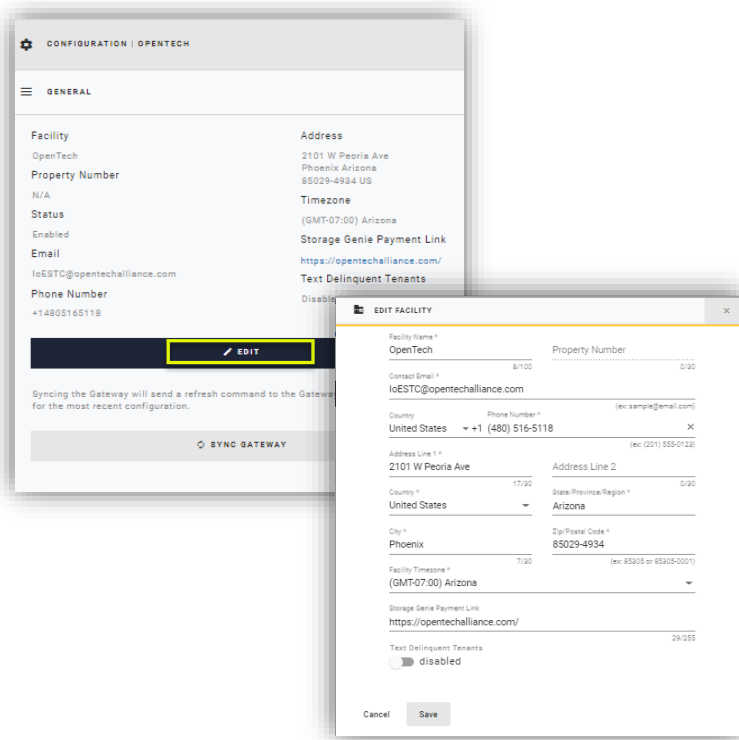 CONFIGURATION | OPENTECH
GENERAL
Facility
OpenTech
Property Number
N/A
Status
Enabled
Email
IoESTC@opentechalliance.com
Phone Number
+14805165118
Address
2101 W Peoria Ave
Phoenix Arizona
85029-4934 US
Timezone
(GMT-07:00) Arizona
Storage Genie Payment Link
https://opentechalliance.com/
Text Delinquent Tenants
EDIT
Syncing the Gateway will send a refresh command to the Gateway
for the most recent configuration.
SYNC GATEWAY
EDIT FACILITY
Facility Name *
OpenTech
Property Number
8/100
0/30
Contact Email *
IoESTC@opentechalliance.com
(ex: sample@email.com)
Country
Phone Number *
United States
+1 (480) 516-5118
(ex: (201) 555-0123)
Address Line 1 *
2101 W Peoria Ave
Address Line 2
17/30
0/30
Country *
State/Province/Region *
United States
Arizona
City *
Zip/Postal Code *
Phoenix
85029-4934
7/30
(ex: 85305 or 85305-0001)
Facility Timezone *
(GMT-07:00) Arizona
Storage Genie Payment Link
https://opentechalliance.com/
29/255
Text Delinquent Tenants
disabled
Cancel
Save